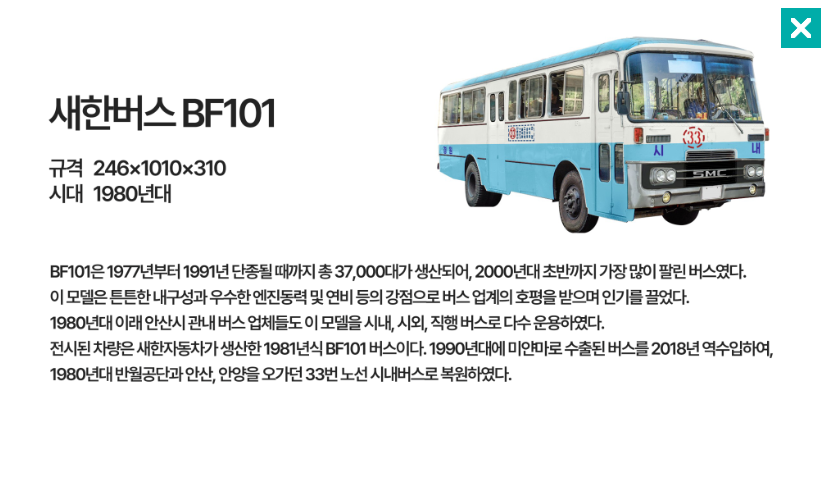 새한버스 BF101
규격 246×1010×310
시대 1980년대
33
시 내
SMC
BF101은 1977년부터 1991년 단종될 때까지 총 37,000대가 생산되어, 2000년대 초반까지 가장 많이 팔린 버스였다.
이 모델은 튼튼한 내구성과 우수한 엔진동력 및 연비 등의 강점으로 버스 업계의 호평을 받으며 인기를 끌었다.
1980년대 이래 안산시 관내 버스 업체들도 이 모델을 시내, 시외, 직행 버스로 다수 운용하였다.
전시된 차량은 새한자동차가 생산한 1981년식 BF101 버스이다. 1990년대에 미얀마로 수출된 버스를 2018년 역수입하여,
1980년대 반월공단과 안산, 안양을 오가던 33번 노선 시내버스로 복원하였다.